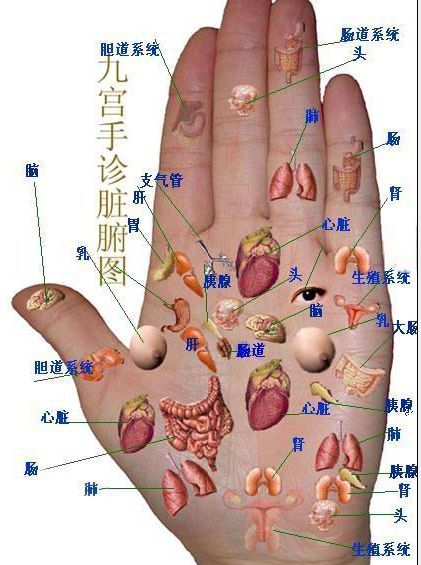 胆道系统
肠道系统
头
九宫手诊脏腑图
肺
肠
脑
支气管
肝
肾
胃
心脏
乳
头
生殖系统
胰腺
脑
乳
大肠
肝
肠道
胆道系统
心脏
心脏
胰腺
肾
肺
肠
胰腺
肺
肾
头
生殖系统